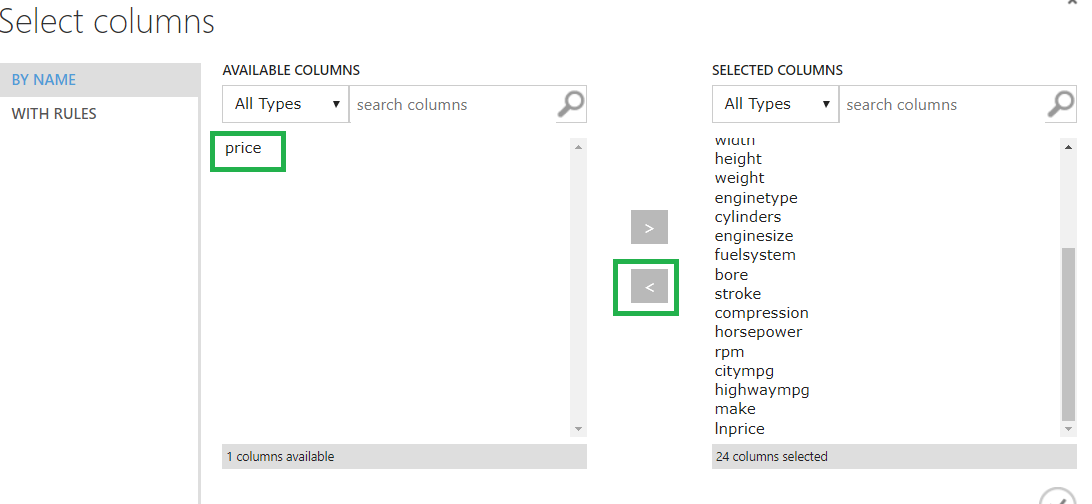 Select columns
BY NAME
WITH RULES
AVAILABLE COLUMNS
All Types ▼ search columns
price
1 columns available
>
<
SELECTED COLUMNS
All Types ▼ search columns
width
height
weight
enginetype
cylinders
enginesize
fuelsystem
bore
stroke
compression
horsepower
rpm
citympg
highwaympg
make
lnprice
24 columns selected